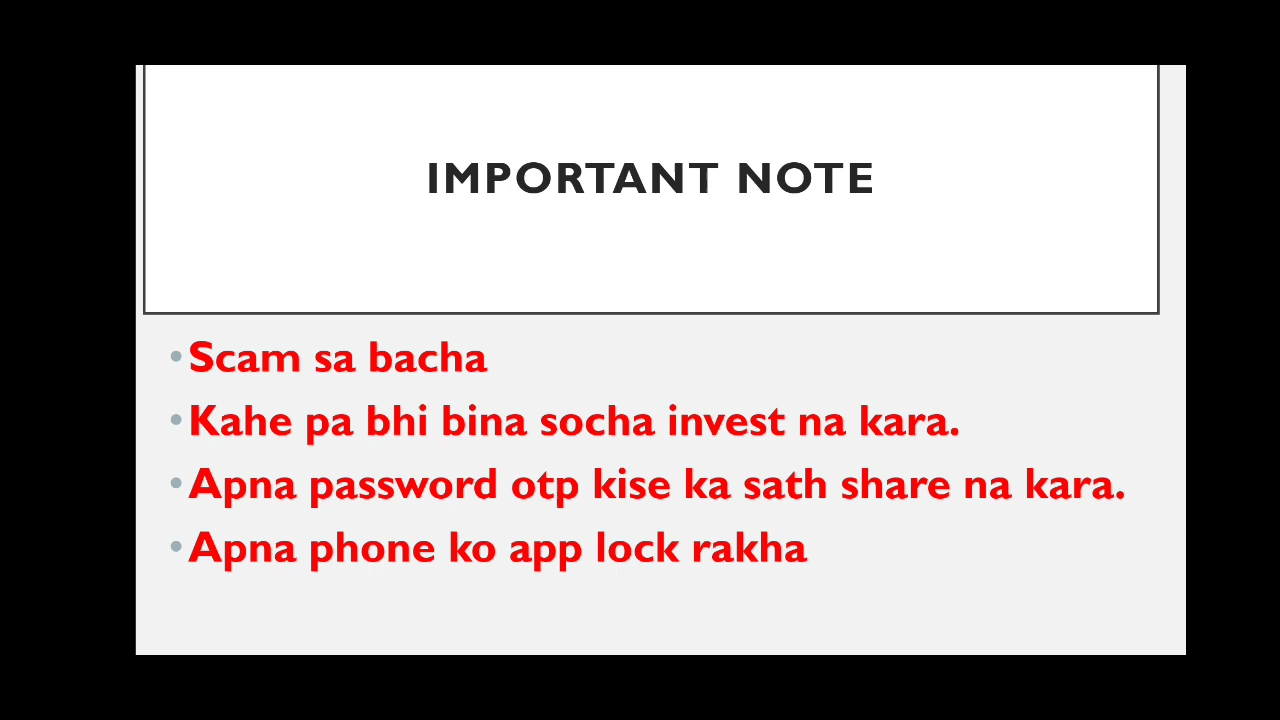 IMPORTANT NOTE
•Scam sa bacha
•Kahe pa bhi bina socha invest na kara.
•Apna password otp kise ka sath share na kara.
•Apna phone ko app lock rakha